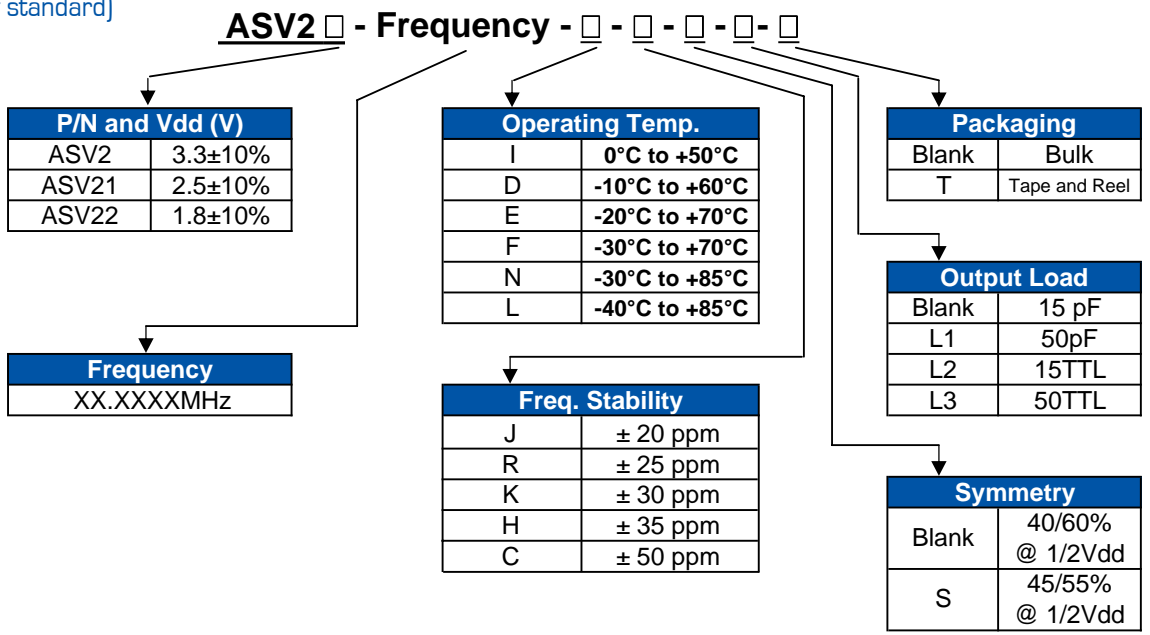 standard)
ASV2 □ - Frequency - □ - □ - □ - □ - □
P/N and Vdd (V)
ASV2 3.3±10%
ASV21 2.5±10%
ASV22 1.8±10%
Frequency
XX.XXXXMHz
Operating Temp.
I 0°C to +50°C
D -10°C to +60°C
E -20°C to +70°C
F -30°C to +70°C
N -30°C to +85°C
L -40°C to +85°C
Freq. Stability
J ± 20 ppm
R ± 25 ppm
K ± 30 ppm
H ± 35 ppm
C ± 50 ppm
Packaging
Blank Bulk
T Tape and Reel
Output Load
Blank 15 pF
L1 50pF
L2 15TTL
L3 50TTL
Symmetry
Blank 40/60%
@ 1/2Vdd
S 45/55%
@ 1/2Vdd